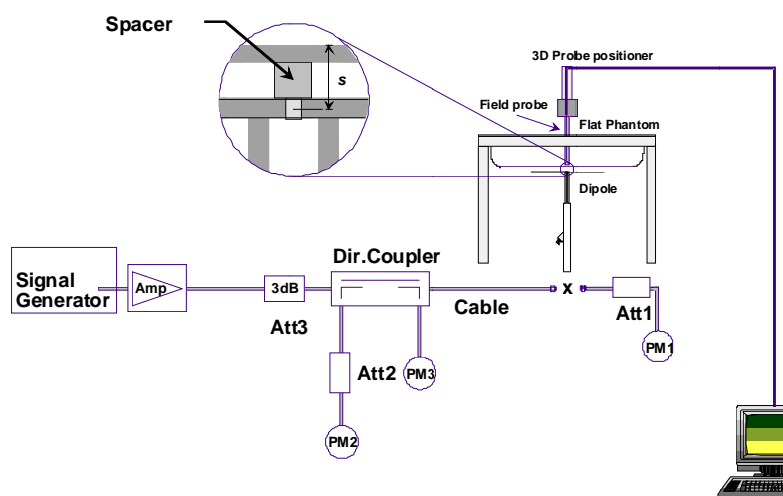 Spacer
s
3D Probe positioner
Field probe
Flat Phantom
Dipole
Signal
Generator
Amp
3dB
Att3
Dir.Coupler
Cable
x
Att1
PM1
Att2
PM3
PM2